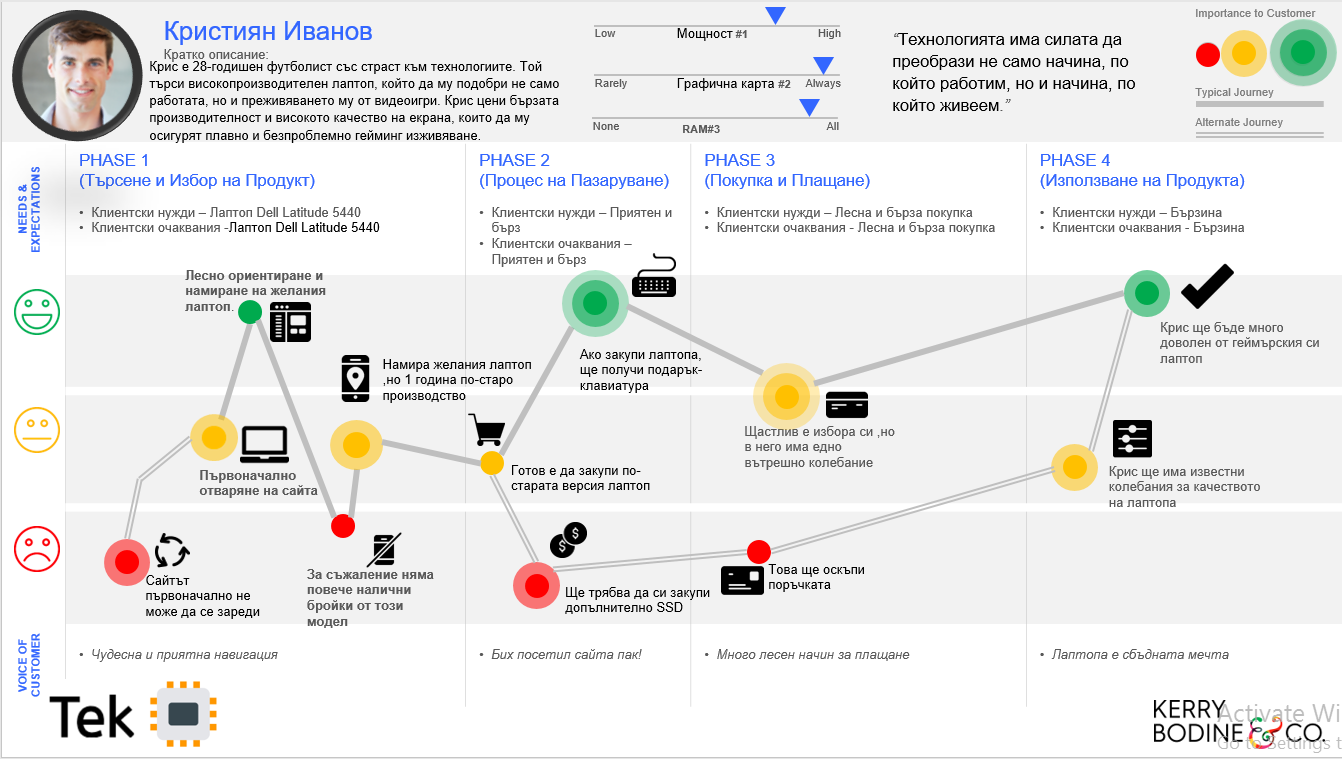 Кристиян Иванов
Кратко описание:
Крис е 28-годишен футболист със страст към технологиите. Той
търси високопроизводителен лаптоп, който да му подобри не само
работата, но и преживяването му от видеоигри. Крис цени бързата
производителност и високото качество на екрана, които да му
осигурят плавно и безпроблемно гейминг изживяване.
Low Мощност #1 High
Rarely Графична карта #2 Always
None RAM#3 All
“Технологията има силата да
преобрази не само начина, по
който работим, но и начина, по
който живеем.”
Importance to Customer
Typical Journey
Alternate Journey
NEEDS &
EXPECTATIONS
PHASE 1
(Търсене и Избор на Продукт)
• Клиентски нужди – Лаптоп Dell Latitude 5440
• Клиентски очаквания -Лаптоп Dell Latitude 5440
PHASE 2
(Процес на Пазаруване)
• Клиентски нужди – Приятен и
бърз
• Клиентски очаквания –
Приятен и бърз
PHASE 3
(Покупка и Плащане)
• Клиентски нужди – Лесна и бърза покупка
• Клиентски очаквания - Лесна и бърза покупка
PHASE 4
(Използване на Продукта)
• Клиентски нужди – Бързина
• Клиентски очаквания - Бързина
Лесно ориентиране и
намиране на желания
лаптоп.
Намира желания лаптоп
,но 1 година по-старо
производство
Ако закупи лаптопа,
ще получи подарък-
клавиатура
Крис ще бъде много
доволен от геймърския си
лаптоп
Първоначално
отваряне на сайта
Готов е да закупи по-
старата версия лаптоп
Щастлив е избора си ,но
в него има едно
вътрешно колебание
Крис ще има известни
колебания за качеството
на лаптопа
Сайтът
първоначално не
може да се зареди
За съжаление няма
повече налични
бройки от този
модел
$ $
Ще трябва да си закупи
допълнително SSD
Това ще оскъпи
поръчката
VOICE OF
CUSTOMER
• Чудесна и приятна навигация
• Бих посетил сайта пак!
• Много лесен начин за плащане
• Лаптопа е сбъдната мечта
Tek
KERRY
BODINE & CO.
Activate Wi
Go to Settings t